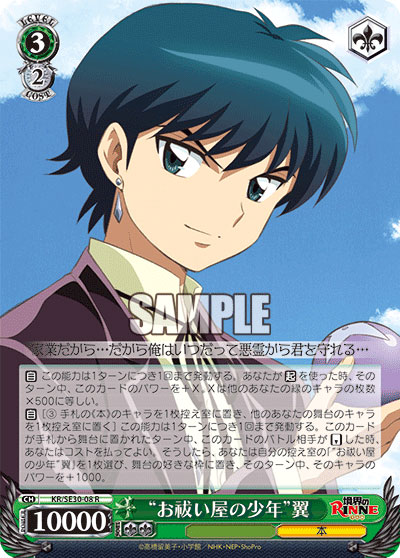 LEVEL
3
2
COST
SAMPLE
家業だから…だから俺はいつだって悪霊から君を守れる…
自 この能力は1ターンにつき1回まで発動する。あなたが起を使った時、そのターン中、このカードのパワーを＋X。Xは他のあなたの緑のキャラの枚数×500に等しい。
自 [③ 手札の《本》のキャラを1枚控え室に置き、他のあなたの舞台のキャラを1枚控え室に置く] この能力は1ターンにつき1回まで発動する。このカードが手札から舞台に置かれたターン中、このカードのバトル相手がリバースした時、あなたはコストを払ってよい。そうしたら、あなたは自分の控え室の「“お祓い屋の少年”翼」を1枚選び、舞台の好きな枠に置き、そのターン中、そのキャラのパワーを＋1000。
CH
KR/SE30-08 R
“お祓い屋の少年”翼
境界の
RINNE
POWER
10000
本
©高橋留美子・小学館／NHK・NEP・ShoPro